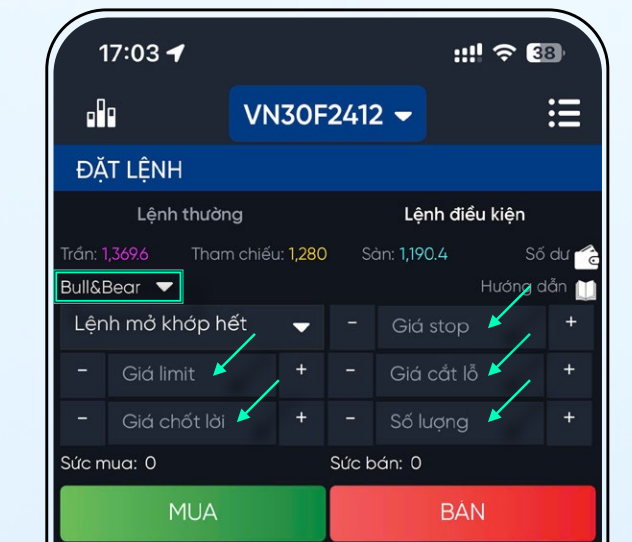 17:03
38
VN30F2412
ĐẶT LỆNH
Lệnh thường Lệnh điều kiện
Trần: 1,369.6 Tham chiếu: 1,280 Sàn: 1,190.4 Số dư
Bull&Bear Hướng dẫn
Lệnh mở khớp hết - Giá stop +
- Giá limit + - Giá cắt lỗ +
- Giá chốt lời + - Số lượng +
Sức mua: 0 Sức bán: 0
MUA BÁN